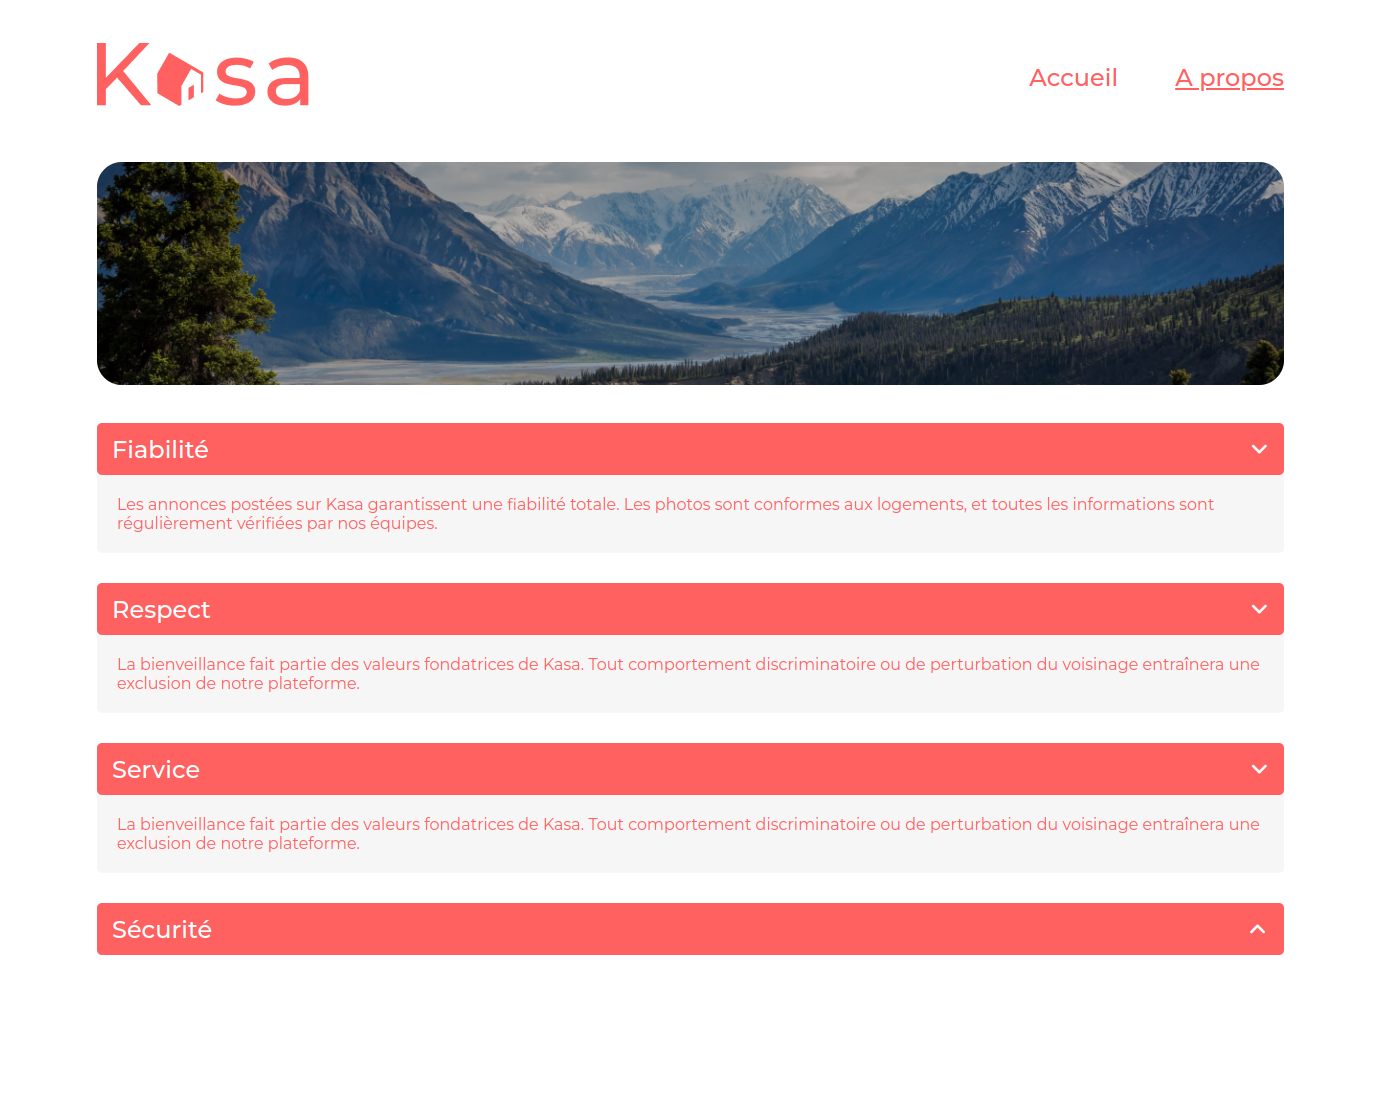 Kasa
Accueil
A propos
Fiabilité
Les annonces postées sur Kasa garantissent une fiabilité totale. Les photos sont conformes aux logements, et toutes les informations sont
régulièrement vérifiées par nos équipes.
Respect
La bienveillance fait partie des valeurs fondatrices de Kasa. Tout comportement discriminatoire ou de perturbation du voisinage entraînera une
exclusion de notre plateforme.
Service
La bienveillance fait partie des valeurs fondatrices de Kasa. Tout comportement discriminatoire ou de perturbation du voisinage entraînera une
exclusion de notre plateforme.
Sécurité